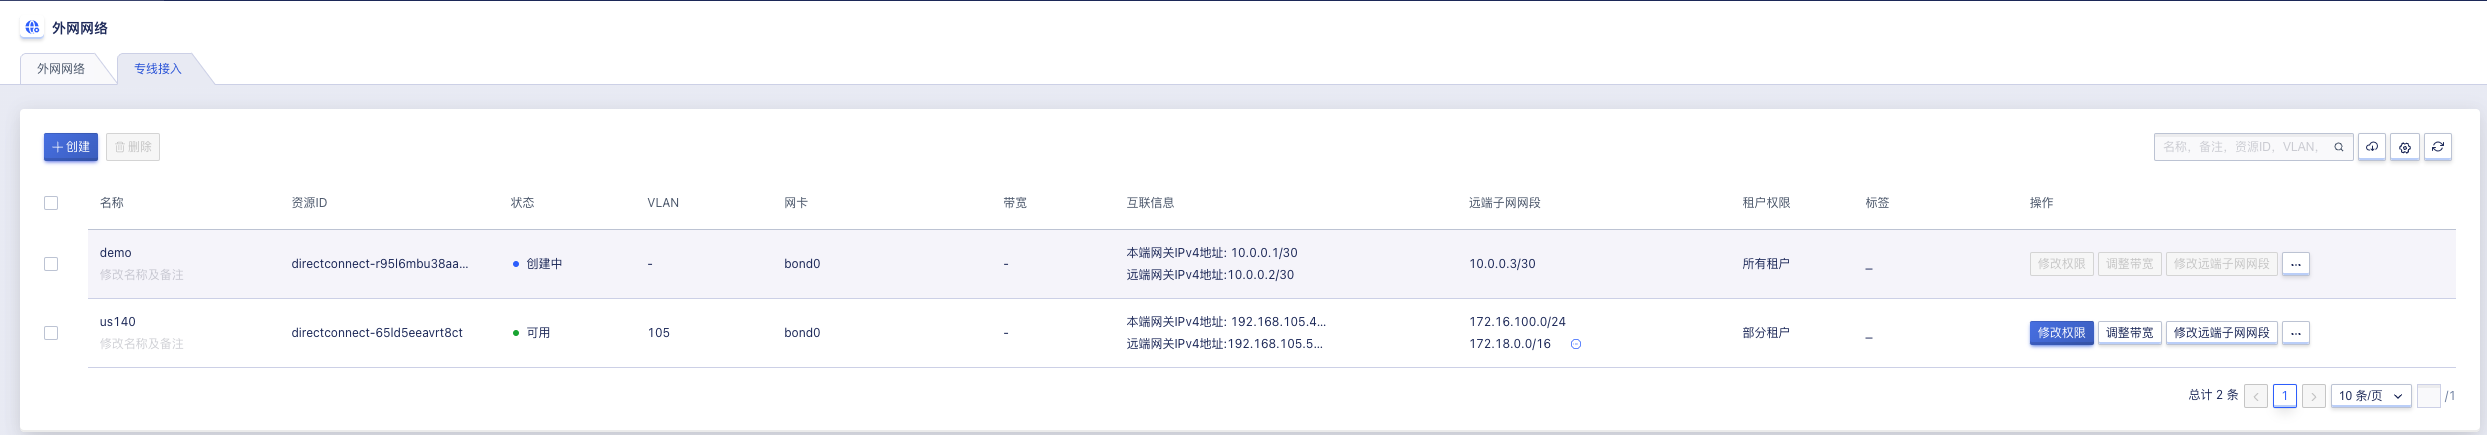 外网网络
外网网络 专线接入
创建 删除 名称，备注，资源ID，VLAN,
名称 资源ID 状态 VLAN 网卡 带宽 互联信息 远端子网网段 租户权限 标签 操作
demo
修改名称及备注
directconnect-r95l6mbu38aa...
创建中
-
bond0
-
本端网关IPv4地址: 10.0.0.1/30
远端网关IPv4地址:10.0.0.2/30
10.0.0.3/30
所有租户
_
修改权限 调整带宽 修改远端子网网段 ...
us140
修改名称及备注
directconnect-65ld5eeavrt8ct
可用
105
bond0
-
本端网关IPv4地址: 192.168.105.4...
远端网关IPv4地址:192.168.105.5...
172.16.100.0/24
172.18.0.0/16
部分租户
_
修改权限 调整带宽 修改远端子网网段 ...
总计 2 条 < 1 > 10 条/页 /1